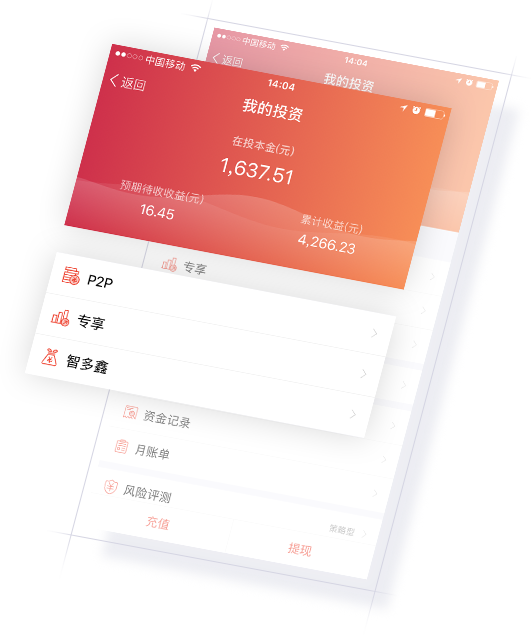 中国移动
14:04
返回
我的投资
中国移动
14:04
返回
我的投资
在投本金(元)
1,637.51
预期待收收益(元)
16.45
累计收益(元)
4,266.23
专享
P2P
专享
智多鑫
资金记录
月账单
风险评测
策略型
充值
提现